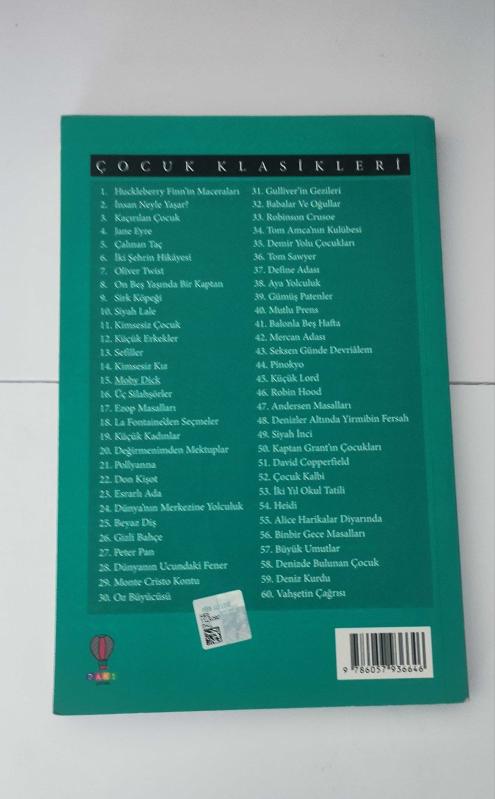 ÇOCUK KLASİKLERİ
1. Huckleberry Finn'in Maceraları
2. İnsan Neyle Yaşar?
3. Kaçırılan Çocuk
4. Jane Eyre
5. Çalınan Taç
6. İki Şehrin Hikâyesi
7. Oliver Twist
8. On Beş Yaşında Bir Kaptan
9. Sirk Köpeği
10. Siyah Lale
11. Kimsesiz Çocuk
12. Küçük Erkekler
13. Sefiller
14. Kimsesiz Kız
15. Moby Dick
16. Üç Silahşörler
17. Ezop Masalları
18. La Fontaine'den Seçmeler
19. Küçük Kadınlar
20. Değirmenimden Mektuplar
21. Pollyanna
22. Don Kişot
23. Esrarlı Ada
24. Dünya'nın Merkezine Yolculuk
25. Beyaz Diş
26. Gizli Bahçe
27. Peter Pan
28. Dünyanın Ucundaki Fener
29. Monte Cristo Kontu
30. Oz Büyücüsü
31. Gulliver'in Gezileri
32. Babalar Ve Oğullar
33. Robinson Crusoe
34. Tom Amca'nın Kulübesi
35. Demir Yolu Çocukları
36. Tom Sawyer
37. Define Adası
38. Aya Yolculuk
39. Gümüş Patenler
40. Mutlu Prens
41. Balonla Beş Hafta
42. Mercan Adası
43. Seksen Günde Devriâlem
44. Pinokyo
45. Küçük Lord
46. Robin Hood
47. Andersen Masalları
48. Denizler Altında Yirmibin Fersah
49. Siyah İnci
50. Kaptan Grant'ın Çocukları
51. David Copperfield
52. Çocuk Kalbi
53. İki Yıl Okul Tatili
54. Heidi
55. Alice Harikalar Diyarında
56. Binbir Gece Masalları
57. Büyük Umutlar
58. Denizde Bulunan Çocuk
59. Deniz Kurdu
60. Vahşetin Çağrısı
9 786057 936646